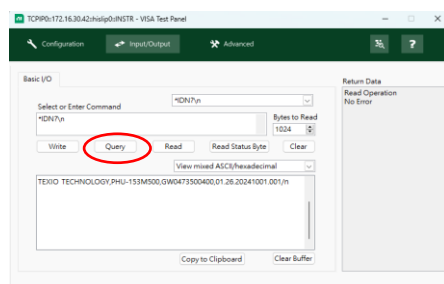 TCPIP0::172.16.30.42::hislip0::INSTR - VISA Test Panel
Configuration
Input/Output
Advanced
?
Basic I/O
Return Data
Read Operation
No Error
Select or Enter Command
*IDN?\n
*IDN?\n
Bytes to Read
1024
Write
Query
Read
Read Status Byte
Clear
View mixed ASCII/hexadecimal
TEXIO TECHNOLOGY,PHU-153M500,GW0473500400,01.26.20241001.001/n
Copy to Clipboard
Clear Buffer